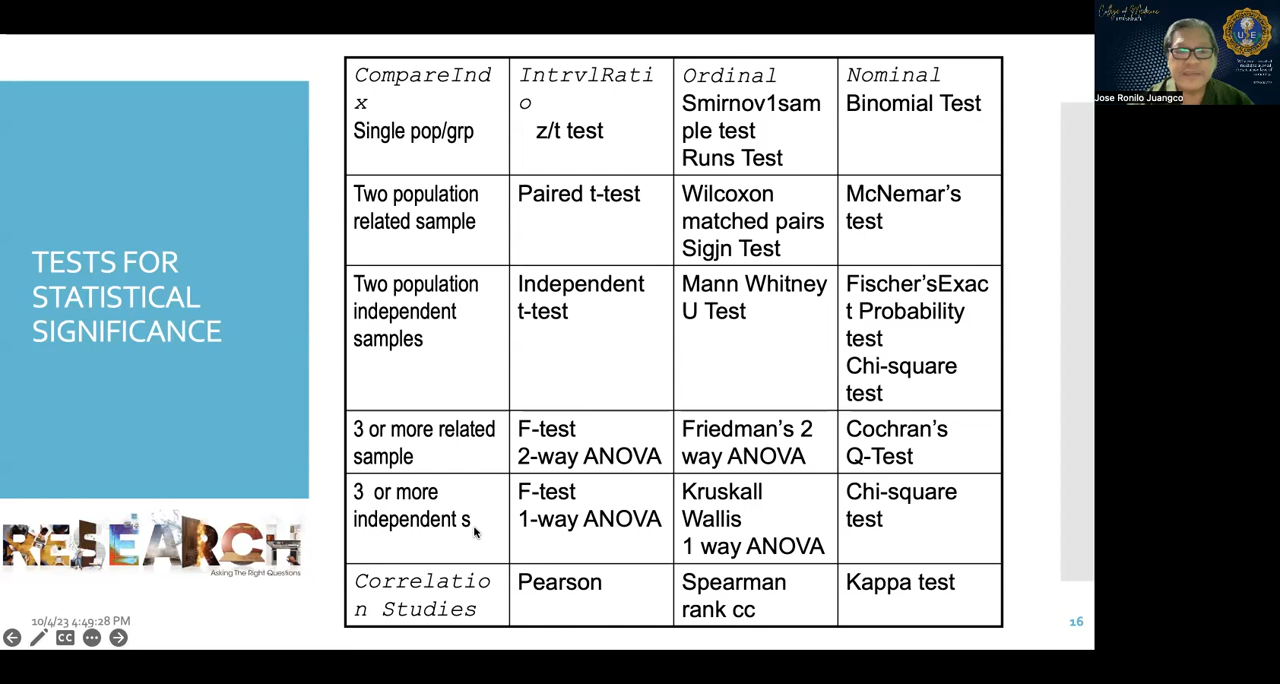 College of Medicine
Jose Ronilo Juangco
TESTS FOR
STATISTICAL
SIGNIFICANCE
RESEARCH
Asking The Right Questions
10/4/23 4:49:28 PM
CC
CompareInd
x
Single pop/grp
IntrvlRati
o
z/t test
Ordinal
Smirnov1sam
ple test
Runs Test
Nominal
Binomial Test
Two population
related sample
Paired t-test
Wilcoxon
matched pairs
Sigjn Test
McNemar’s
test
Two population
independent
samples
Independent
t-test
Mann Whitney
U Test
Fischer’sExac
t Probability
test
Chi-square
test
3 or more related
sample
F-test
2-way ANOVA
Friedman’s 2
way ANOVA
Cochran’s
Q-Test
3 or more
independent s
F-test
1-way ANOVA
Kruskall
Wallis
1 way ANOVA
Chi-square
test
Correlatio
n Studies
Pearson
Spearman
rank cc
Kappa test
16